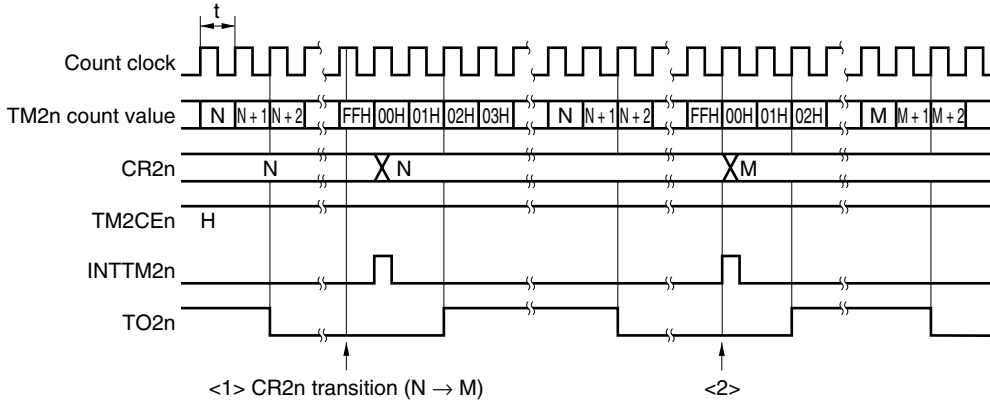 t
Count clock
TM2n count value N N + 1 N + 2 FFH 00H 01H 02H 03H N N + 1 N + 2 FFH 00H 01H 02H M M + 1 M + 2
CR2n N N M
TM2CEn H
INTTM2n
TO2n
<1> CR2n transition (N → M) <2>